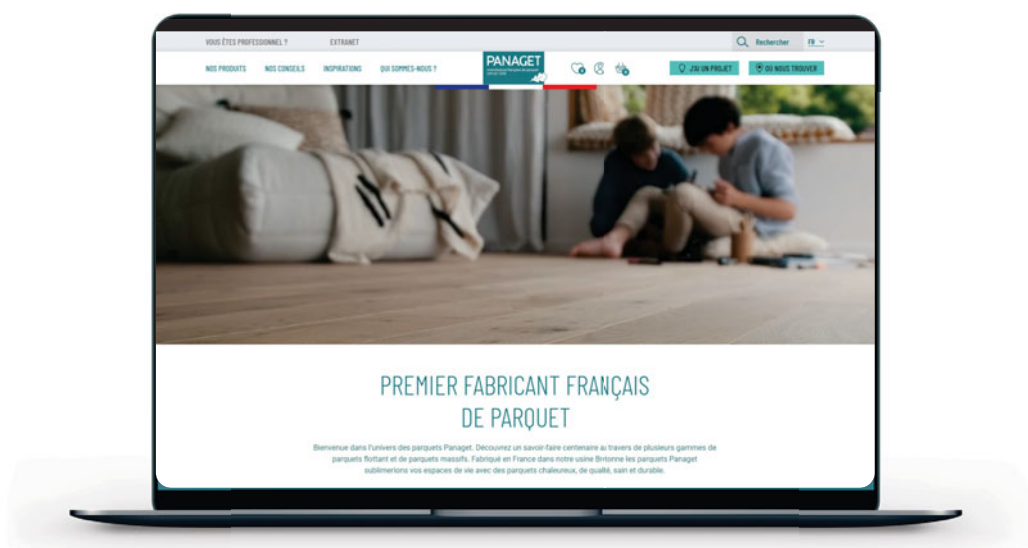 VOUS ÊTES PROFESSIONNEL ? EXTRANET Rechercher FR
NOS PRODUITS NOS CONSEILS INSPIRATIONS QUI SOMMES-NOUS ? PANAGET J'AI UN PROJET OÙ NOUS TROUVER
PREMIER FABRICANT FRANÇAIS
DE PARQUET
Bienvenue dans l'univers des parquets Panaget. Découvrez un savoir-faire centenaire au travers de plusieurs gammes de
parquets flottant et de parquets massifs. Fabriqué en France dans notre usine Brtonne les parquets Panaget
sublimerions vos espaces de vie avec des parquets chaleureux, de qualité, sain et durable.